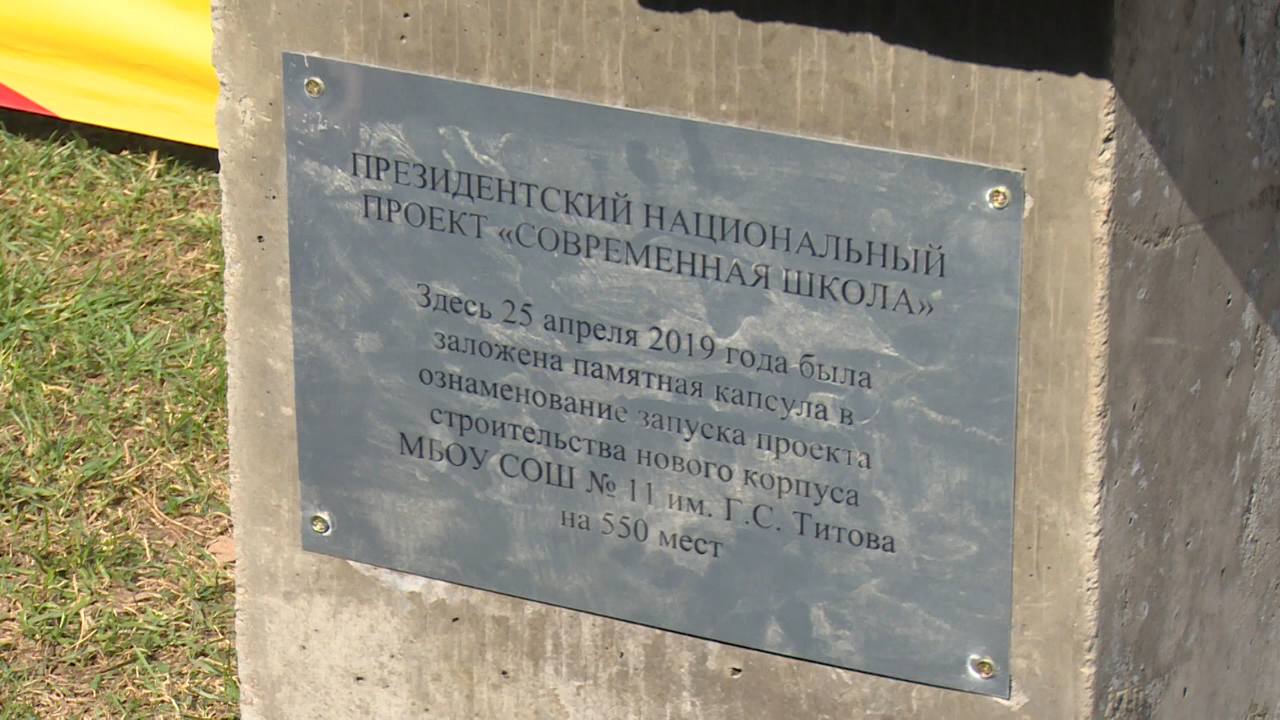 ПРЕЗИДЕНТСКИЙ НАЦИОНАЛЬНЫЙ
ПРОЕКТ «СОВРЕМЕННАЯ ШКОЛА»
Здесь 25 апреля 2019 года была
заложена памятная капсула в
ознаменование запуска проекта
строительства нового корпуса
МБОУ СОШ № 11 им. Г.С. Титова
на 550 мест